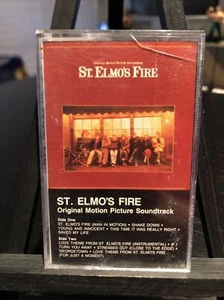 ORIGINAL MOTION PICTURE SOUNDTRACK
ST. ELMO'S FIRE
ST. ELMO'S FIRE
Original Motion Picture Soundtrack
Side One
ST. ELMO'S FIRE (MAN IN MOTION) • SHAKE DOWN •
YOUNG AND INNOCENT • THIS TIME IT WAS REALLY RIGHT •
SAVED MY LIFE
Side Two
LOVE THEME FROM ST. ELMO'S FIRE (INSTRUMENTAL) • IF I
TURN YOU AWAY • STRESSED OUT (CLOSE TO THE EDGE) •
GEORGETOWN • LOVE THEME FROM ST. ELMO'S FIRE
(FOR JUST A MOMENT)